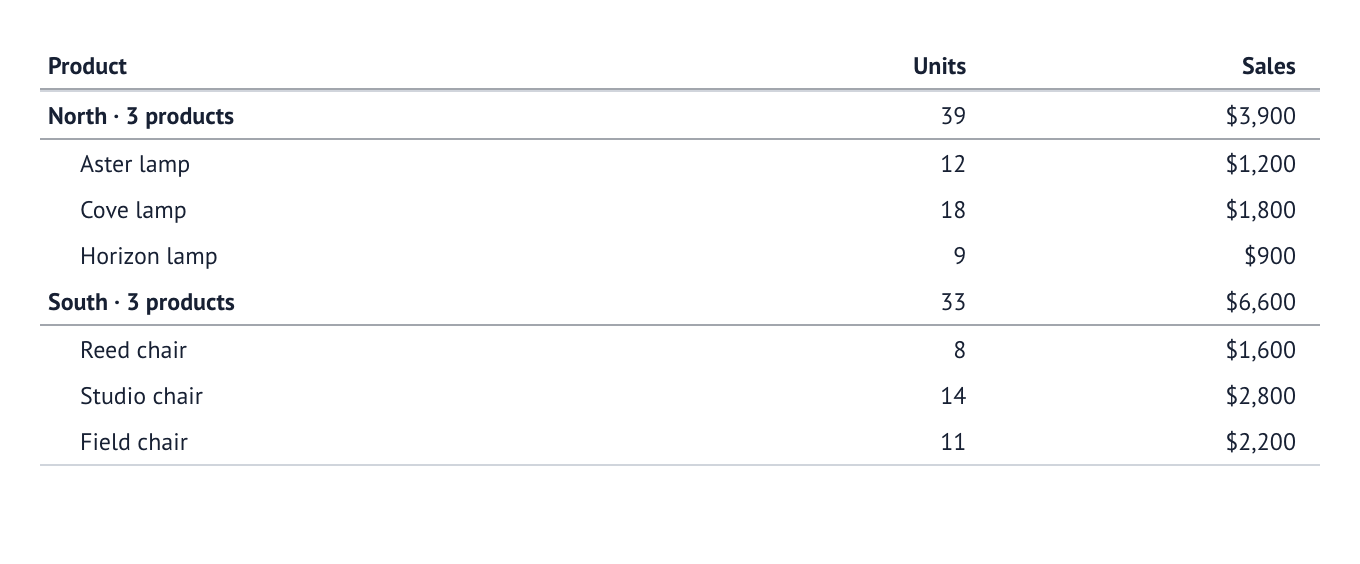 Product Units Sales
North · 3 products 39 $3,900
Aster lamp 12 $1,200
Cove lamp 18 $1,800
Horizon lamp 9 $900
South · 3 products 33 $6,600
Reed chair 8 $1,600
Studio chair 14 $2,800
Field chair 11 $2,200